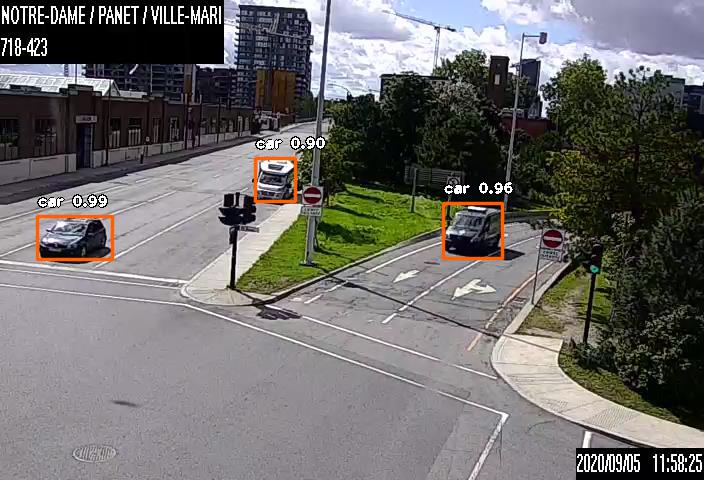 NOTRE-DAME / PANET / VILLE-MARI
718-423
car 0.90
car 0.99
car 0.96
2020/09/05 11:58:25